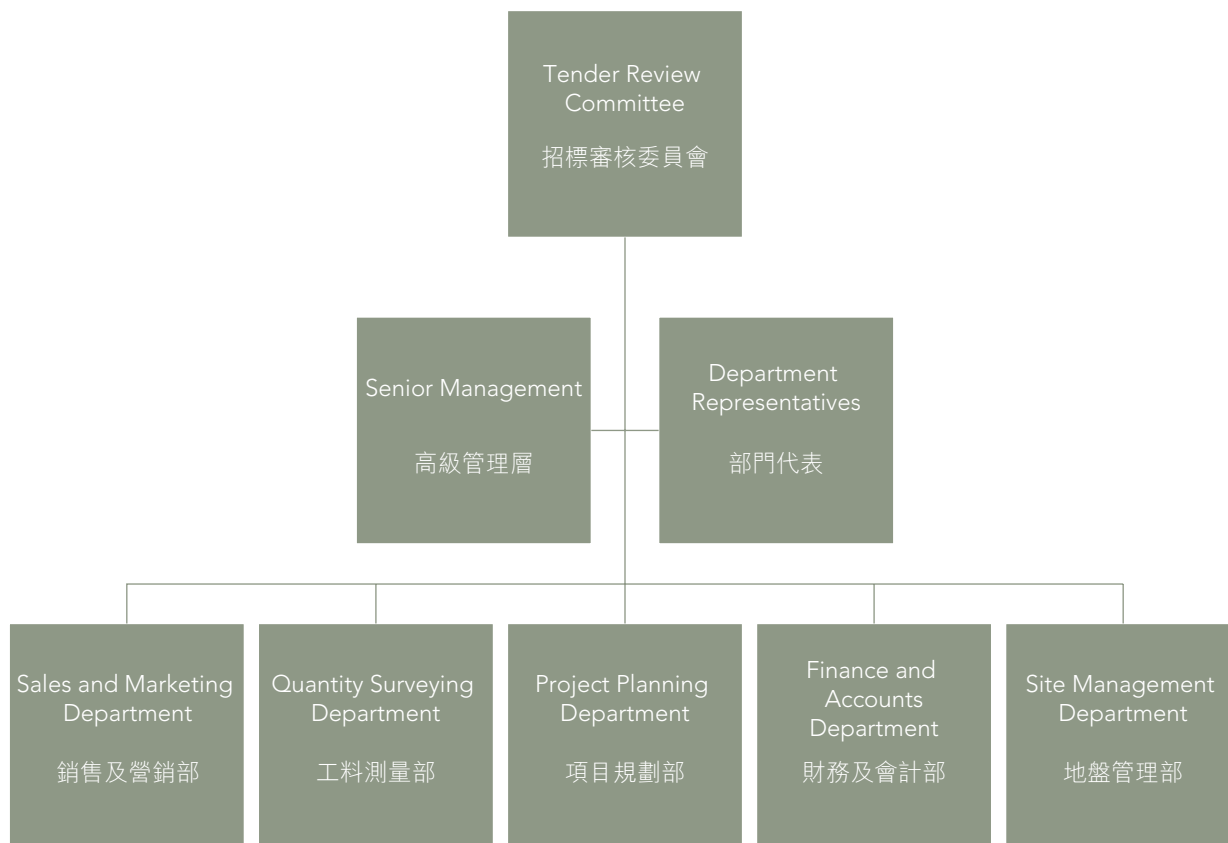 Tender Review
Committee
招標審核委員會
Senior Management
高級管理層
Department
Representatives
部門代表
Sales and Marketing
Department
銷售及營銷部
Quantity Surveying
Department
工料測量部
Project Planning
Department
項目規劃部
Finance and
Accounts
Department
財務及會計部
Site Management
Department
地盤管理部